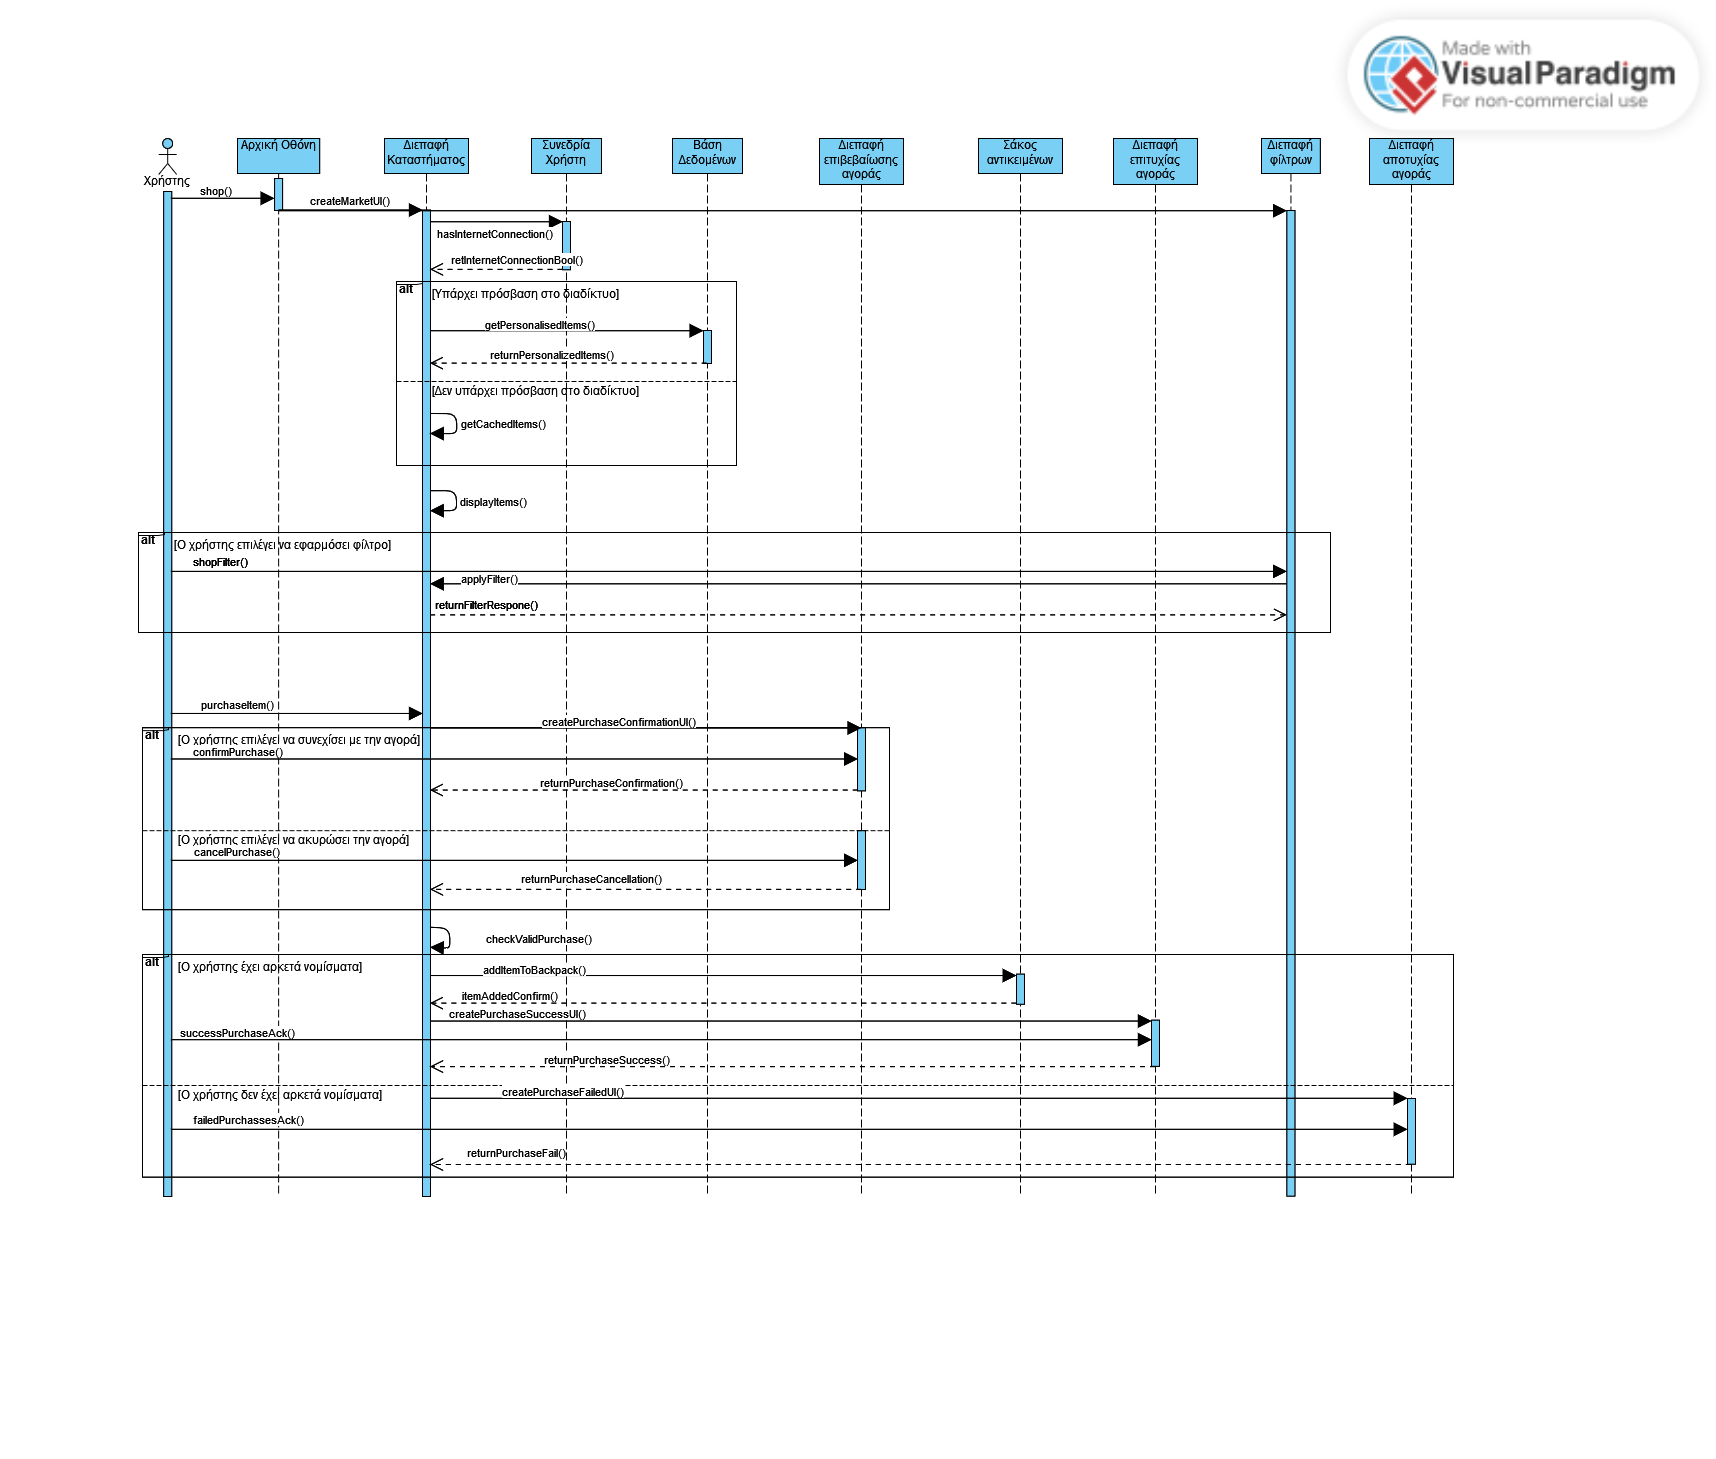 Made with
Visual Paradigm
For non-commercial use
Χρήστης
Αρχική Οθόνη
Διεπαφή
Καταστήματος
Συνεδρία
Χρήστη
Βάση
Δεδομένων
Διεπαφή
επιβεβαίωσης
αγοράς
Σάκος
αντικειμένων
Διεπαφή
επιτυχίας
αγοράς
Διεπαφή
φίλτρων
Διεπαφή
αποτυχίας
αγοράς
shop()
createMarketUI()
hasInternetConnection()
retInternetConnectionBool()
alt
[Υπάρχει πρόσβαση στο διαδίκτυο]
getPersonalisedItems()
returnPersonalizedItems()
[Δεν υπάρχει πρόσβαση στο διαδίκτυο]
getCachedItems()
displayItems()
alt
[Ο χρήστης επιλέγει να εφαρμόσει φίλτρο]
shopFilter()
applyFilter()
returnFilterRespone()
purchaseItem()
createPurchaseConfirmationUI()
alt
[Ο χρήστης επιλέγει να συνεχίσει με την αγορά]
confirmPurchase()
returnPurchaseConfirmation()
[Ο χρήστης επιλέγει να ακυρώσει την αγορά]
cancelPurchase()
returnPurchaseCancellation()
checkValidPurchase()
alt
[Ο χρήστης έχει αρκετά νομίσματα]
addItemToBackpack()
itemAddedConfirm()
createPurchaseSuccessUI()
successPurchaseAck()
returnPurchaseSuccess()
[Ο χρήστης δεν έχει αρκετά νομίσματα]
createPurchaseFailedUI()
failedPurchassesAck()
returnPurchaseFail()